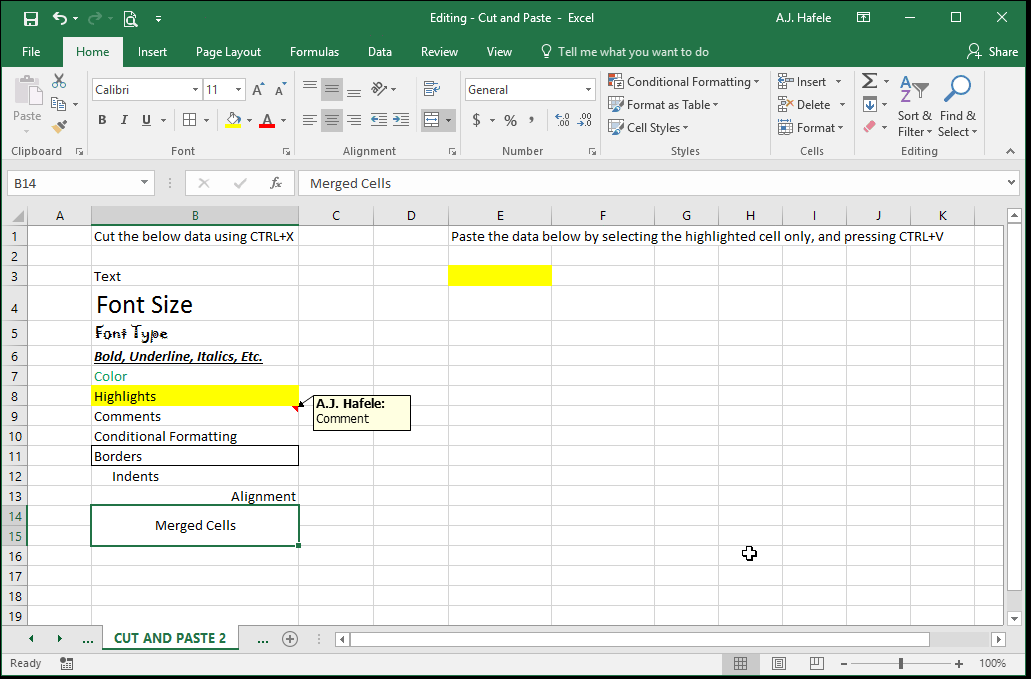 Editing - Cut and Paste - Excel A.J. Hafele
File Home Insert Page Layout Formulas Data Review View Tell me what you want to do Share
Calibri 11 General Conditional Formatting Insert
Paste Format as Table Delete Sort & Find &
B I U A $ % , Cell Styles Format Filter Select
Clipboard Font Alignment Number Styles Cells Editing
B14 fx Merged Cells
A B C D E F G H I J K
1 Cut the below data using CTRL+X Paste the data below by selecting the highlighted cell only, and pressing CTRL+V
2
3 Text
4 Font Size
5 Font Type
6 Bold, Underline, Italics, Etc.
7 Color
8 Highlights
A.J. Hafele:
9 Comments Comment
10 Conditional Formatting
11 Borders
12 Indents
13 Alignment
14
Merged Cells
15
16
17
18
19
... CUT AND PASTE 2 ...
Ready 100%